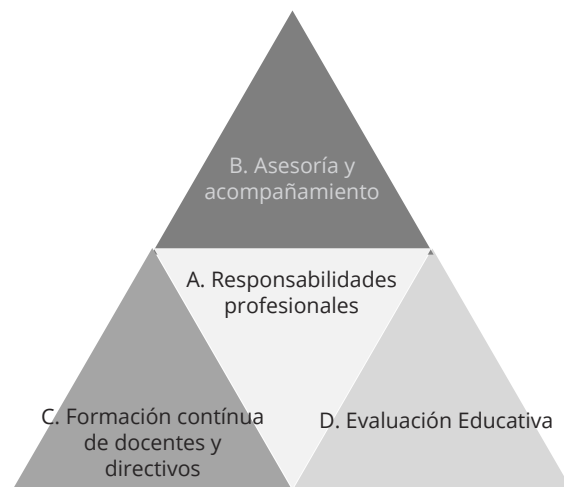 B. Asesoría y
acompañamiento
A. Responsabilidades
profesionales
C. Formación contínua
de docentes y
directivos
D. Evaluación Educativa